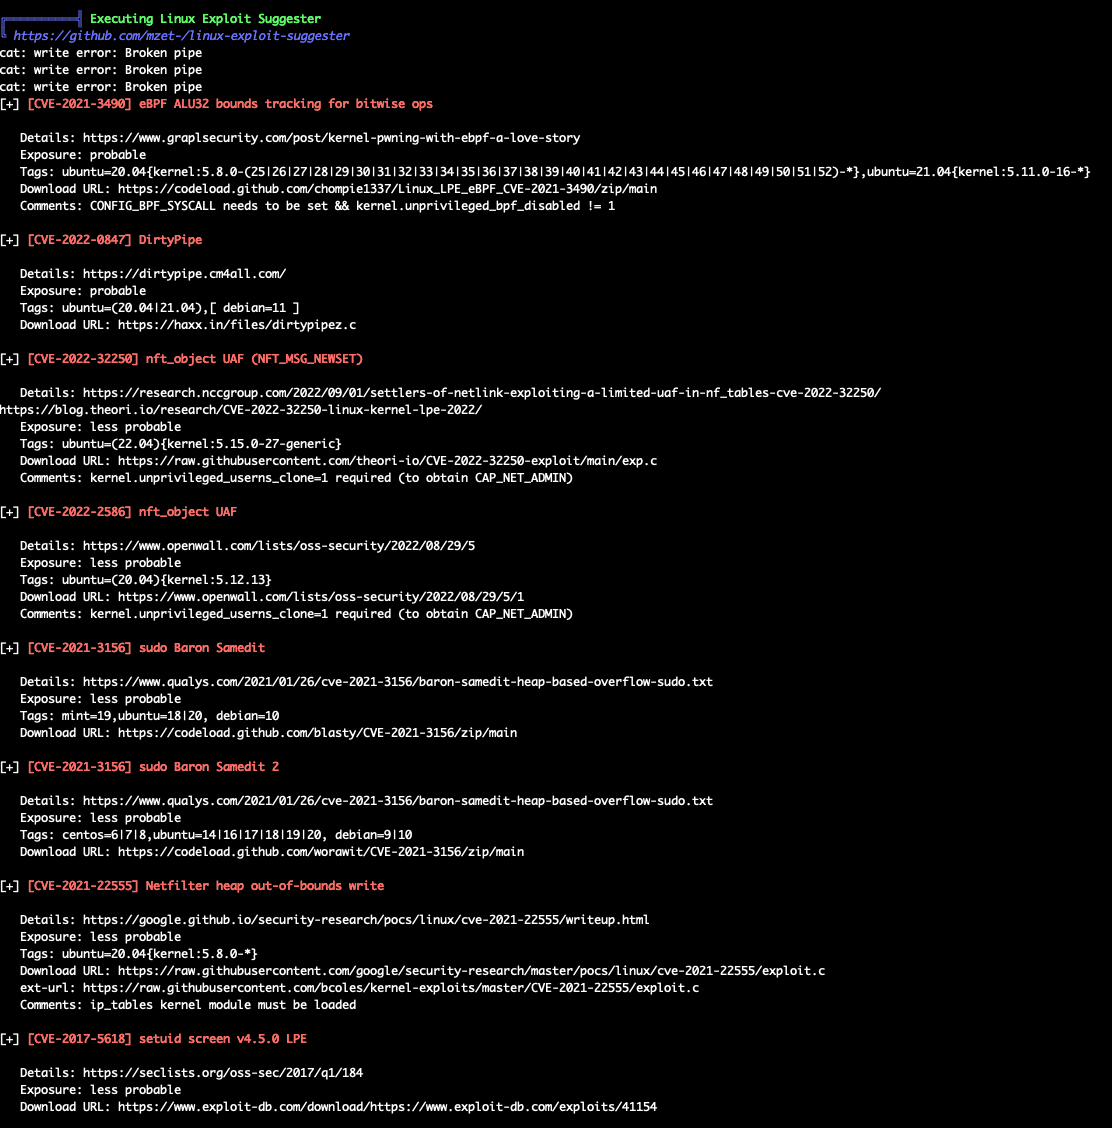 Executing Linux Exploit Suggester
https://github.com/mzet-/linux-exploit-suggester
cat: write error: Broken pipe
cat: write error: Broken pipe
cat: write error: Broken pipe
[+] [CVE-2021-3490] eBPF ALU32 bounds tracking for bitwise ops
Details: https://www.graplsecurity.com/post/kernel-pwning-with-ebpf-a-love-story
Exposure: probable
Tags: ubuntu=20.04{kernel:5.8.0-(25|26|27|28|29|30|31|32|33|34|35|36|37|38|39|40|41|42|43|44|45|46|47|48|49|50|51|52)-*},ubuntu=21.04{kernel:5.11.0-16-*}
Download URL: https://codeload.github.com/chompie1337/Linux_LPE_eBPF_CVE-2021-3490/zip/main
Comments: CONFIG_BPF_SYSCALL needs to be set && kernel.unprivileged_bpf_disabled != 1
[+] [CVE-2022-0847] DirtyPipe
Details: https://dirtypipe.cm4all.com/
Exposure: probable
Tags: ubuntu=(20.04|21.04),[ debian=11 ]
Download URL: https://haxx.in/files/dirtypipez.c
[+] [CVE-2022-32250] nft_object UAF (NFT_MSG_NEWSET)
Details: https://research.nccgroup.com/2022/09/01/settlers-of-netlink-exploiting-a-limited-uaf-in-nf_tables-cve-2022-32250/
https://blog.theori.io/research/CVE-2022-32250-linux-kernel-lpe-2022/
Exposure: less probable
Tags: ubuntu=(22.04){kernel:5.15.0-27-generic}
Download URL: https://raw.githubusercontent.com/theori-io/CVE-2022-32250-exploit/main/exp.c
Comments: kernel.unprivileged_userns_clone=1 required (to obtain CAP_NET_ADMIN)
[+] [CVE-2022-2586] nft_object UAF
Details: https://www.openwall.com/lists/oss-security/2022/08/29/5
Exposure: less probable
Tags: ubuntu=(20.04){kernel:5.12.13}
Download URL: https://www.openwall.com/lists/oss-security/2022/08/29/5/1
Comments: kernel.unprivileged_userns_clone=1 required (to obtain CAP_NET_ADMIN)
[+] [CVE-2021-3156] sudo Baron Samedit
Details: https://www.qualys.com/2021/01/26/cve-2021-3156/baron-samedit-heap-based-overflow-sudo.txt
Exposure: less probable
Tags: mint=19,ubuntu=18|20, debian=10
Download URL: https://codeload.github.com/blasty/CVE-2021-3156/zip/main
[+] [CVE-2021-3156] sudo Baron Samedit 2
Details: https://www.qualys.com/2021/01/26/cve-2021-3156/baron-samedit-heap-based-overflow-sudo.txt
Exposure: less probable
Tags: centos=6|7|8,ubuntu=14|16|17|18|19|20, debian=9|10
Download URL: https://codeload.github.com/worawit/CVE-2021-3156/zip/main
[+] [CVE-2021-22555] Netfilter heap out-of-bounds write
Details: https://google.github.io/security-research/pocs/linux/cve-2021-22555/writeup.html
Exposure: less probable
Tags: ubuntu=20.04{kernel:5.8.0-*}
Download URL: https://raw.githubusercontent.com/google/security-research/master/pocs/linux/cve-2021-22555/exploit.c
ext-url: https://raw.githubusercontent.com/bcoles/kernel-exploits/master/CVE-2021-22555/exploit.c
Comments: ip_tables kernel module must be loaded
[+] [CVE-2017-5618] setuid screen v4.5.0 LPE
Details: https://seclists.org/oss-sec/2017/q1/184
Exposure: less probable
Download URL: https://www.exploit-db.com/download/https://www.exploit-db.com/exploits/41154